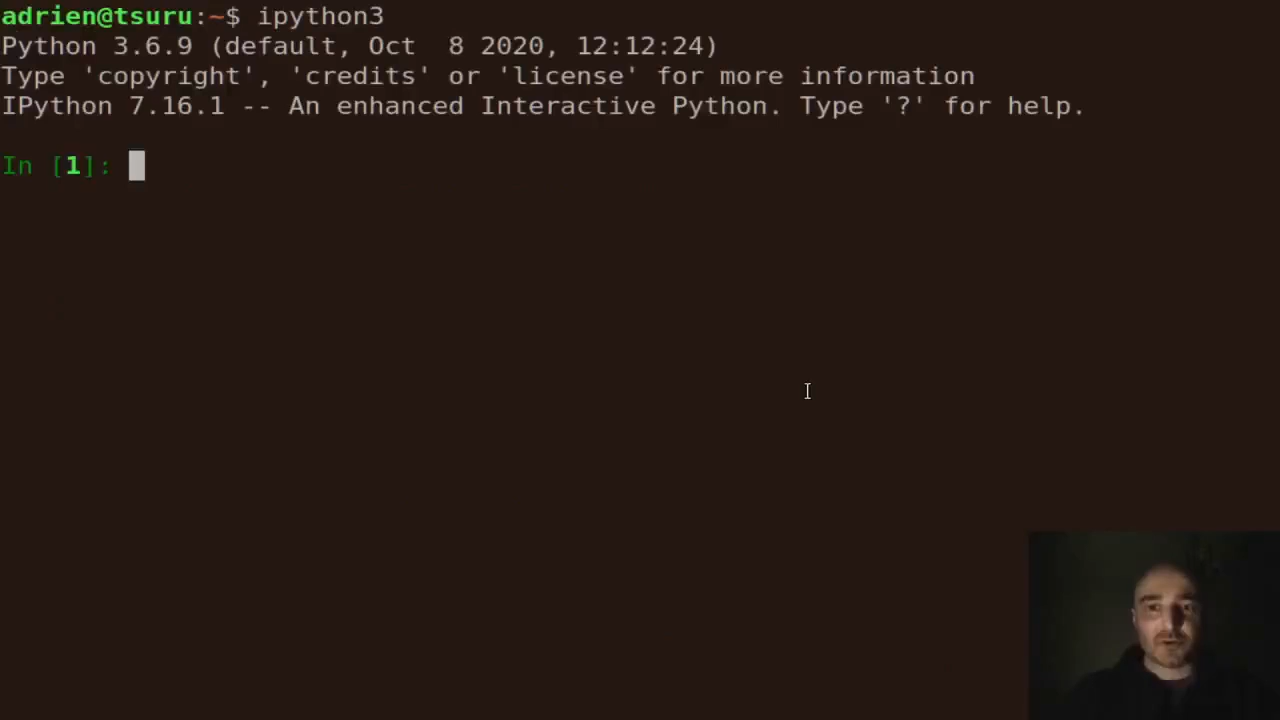 adrien@tsuru:~$ ipython3
Python 3.6.9 (default, Oct  8 2020, 12:12:24)
Type 'copyright', 'credits' or 'license' for more information
IPython 7.16.1 -- An enhanced Interactive Python. Type '?' for help.
In [1]: